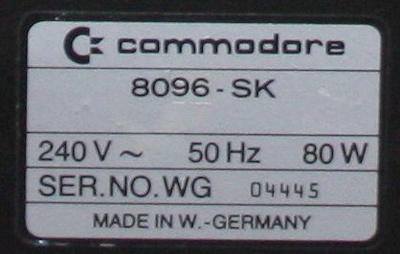 commodore
8096-SK
240 V ~ 50 Hz 80 W
SER.NO.WG 04445
MADE IN W.-GERMANY